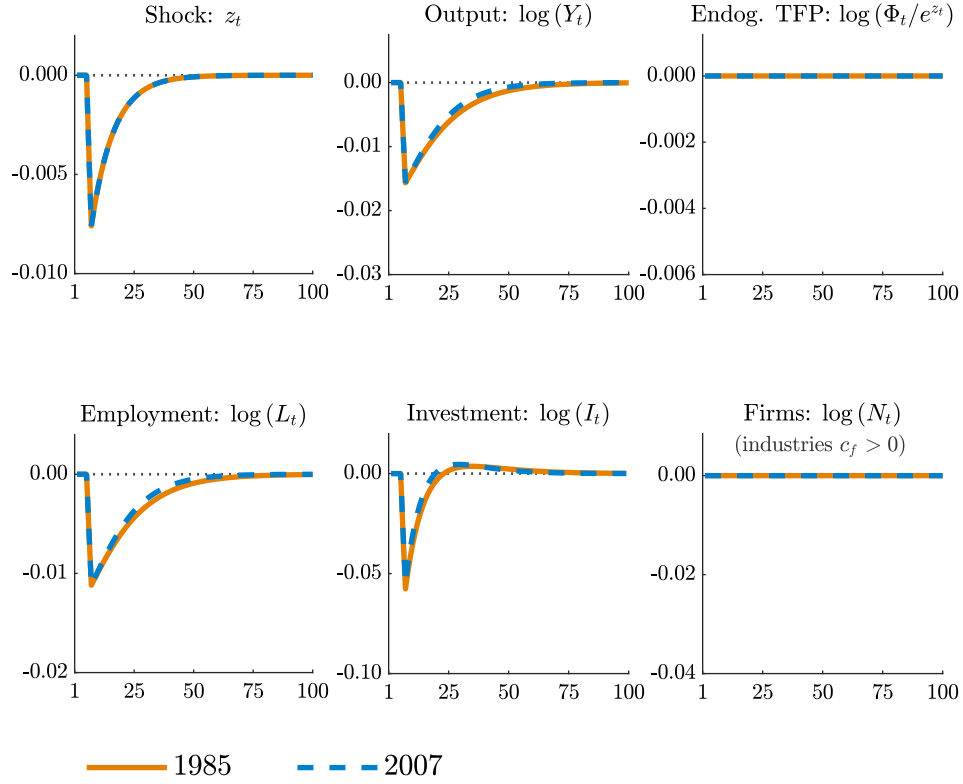 Shock: z_t
0.000
-0.005
-0.010
1 25 50 75 100
Output: log (Y_t)
0.00
-0.01
-0.02
-0.03
1 25 50 75 100
Endog. TFP: log (Φ_t/e^{z_t})
0.000
-0.002
-0.004
-0.006
1 25 50 75 100
Employment: log (L_t)
0.00
-0.01
-0.02
1 25 50 75 100
Investment: log (I_t)
0.00
-0.05
-0.10
1 25 50 75 100
Firms: log (N_t)
(industries c_f > 0)
0.00
-0.02
-0.04
1 25 50 75 100
1985 2007